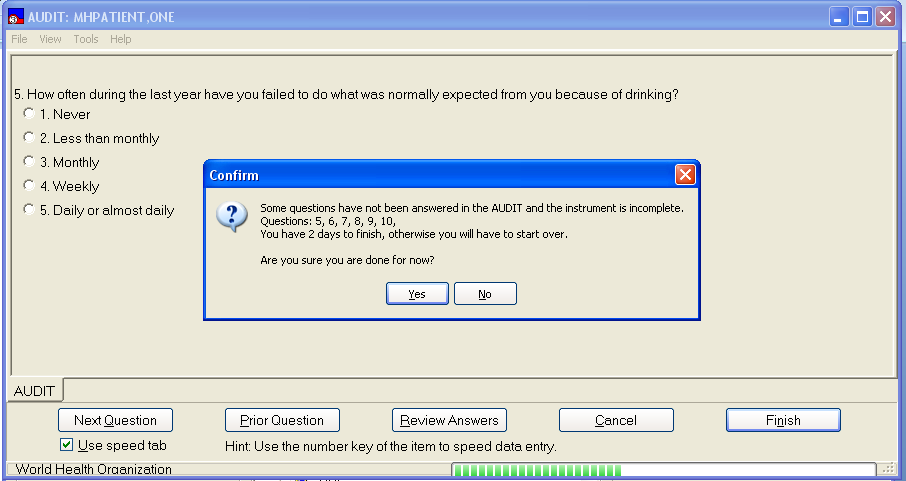 AUDIT: MHPATIENT,ONE
File View Tools Help
5. How often during the last year have you failed to do what was normally expected from you because of drinking?
1. Never
2. Less than monthly
3. Monthly
4. Weekly
5. Daily or almost daily
Confirm
Some questions have not been answered in the AUDIT and the instrument is incomplete.
Questions: 5, 6, 7, 8, 9, 10,
You have 2 days to finish, otherwise you will have to start over.
Are you sure you are done for now?
Yes No
AUDIT
Next Question Prior Question Review Answers Cancel Finish
Use speed tab Hint: Use the number key of the item to speed data entry.
World Health Organization